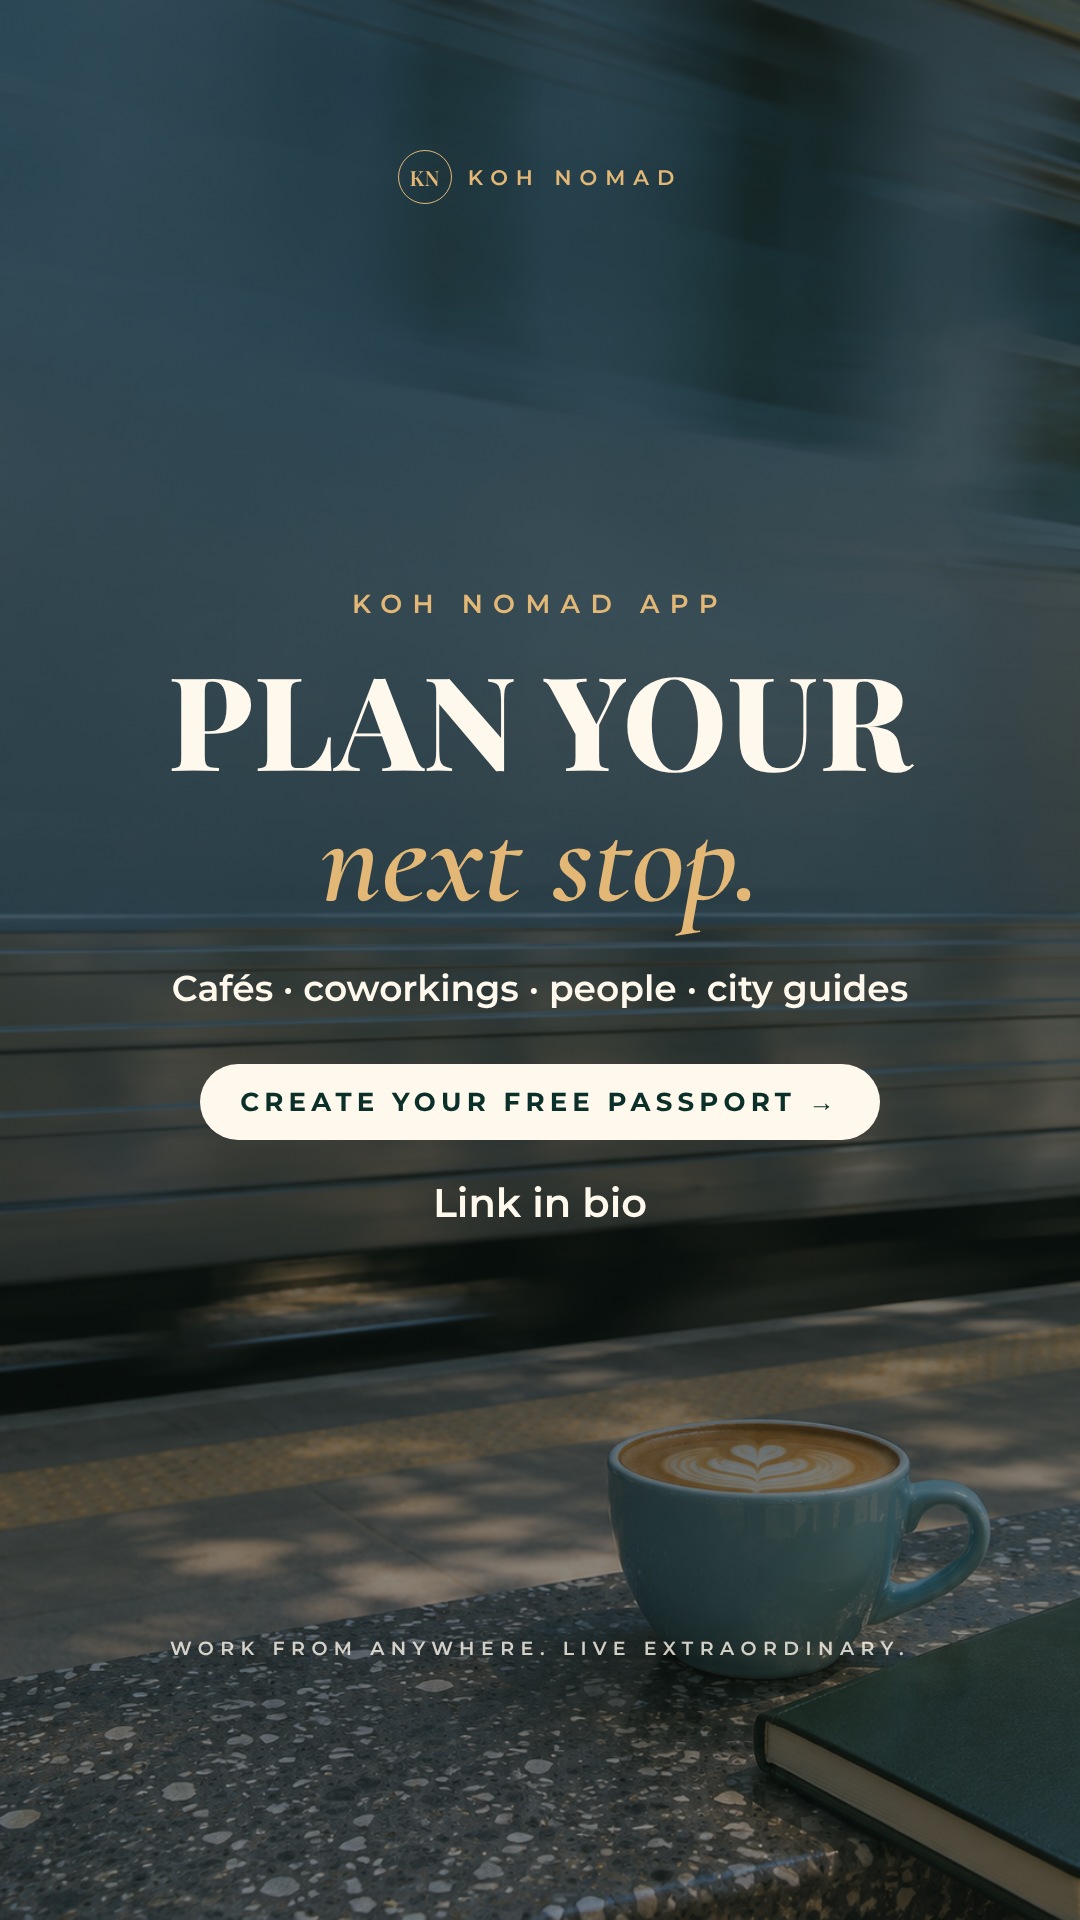 KN KOH NOMAD
KOH NOMAD APP
PLAN YOUR
next stop.
Cafés · coworkings · people · city guides
CREATE YOUR FREE PASSPORT →
Link in bio
WORK FROM ANYWHERE. LIVE EXTRAORDINARY.